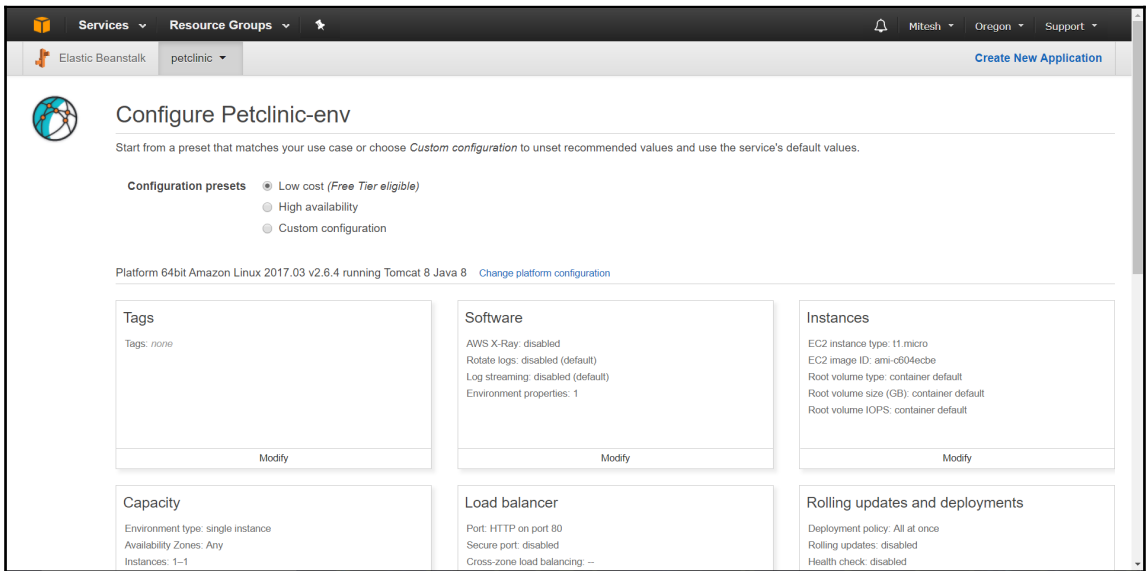 Services Resource Groups Mitesh Oregon Support
Elastic Beanstalk petclinic Create New Application
Configure Petclinic-env
Start from a preset that matches your use case or choose Custom configuration to unset recommended values and use the service's default values.
Configuration presets Low cost (Free Tier eligible)
High availability
Custom configuration
Platform 64bit Amazon Linux 2017.03 v2.6.4 running Tomcat 8 Java 8 Change platform configuration
Tags
Tags: none
Modify
Software
AWS X-Ray: disabled
Rotate logs: disabled (default)
Log streaming: disabled (default)
Environment properties: 1
Modify
Instances
EC2 instance type: t1.micro
EC2 image ID: ami-c604ecbe
Root volume type: container default
Root volume size (GB): container default
Root volume IOPS: container default
Modify
Capacity
Environment type: single instance
Availability Zones: Any
Instances: 1–1
Load balancer
Port: HTTP on port 80
Secure port: disabled
Cross-zone load balancing: --
Rolling updates and deployments
Deployment policy: All at once
Rolling updates: disabled
Health check: disabled